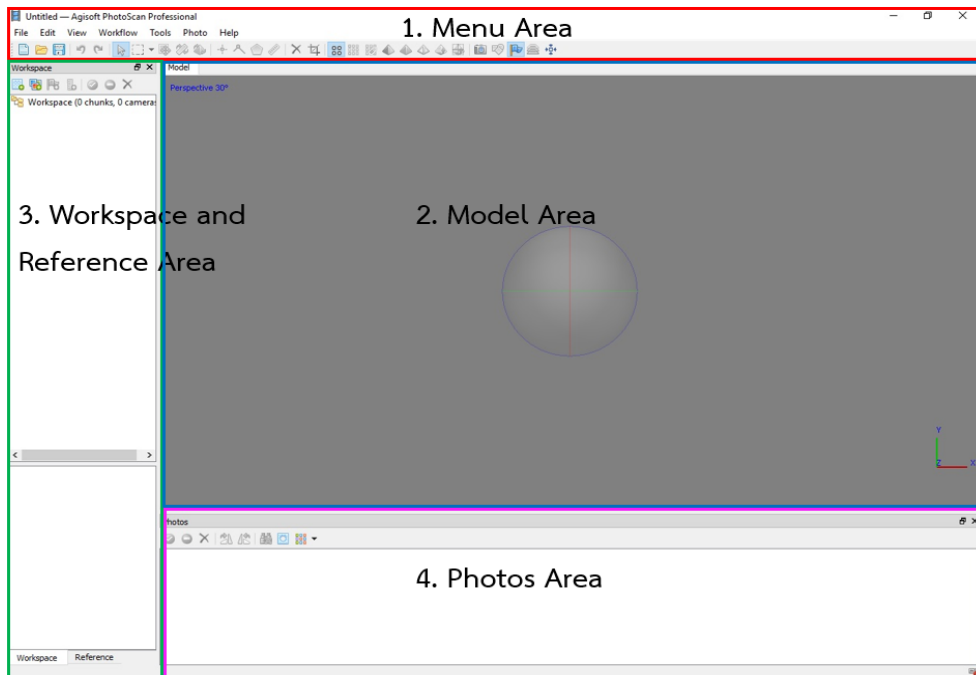 Untitled — Agisoft PhotoScan Professional
File Edit View Workflow Tools Photo Help
1. Menu Area
Workspace
Model
Workspace (0 chunks, 0 cameras
Perspective 30°
3. Workspace and
Reference Area
2. Model Area
Y
Z X
Photos
4. Photos Area
Workspace Reference